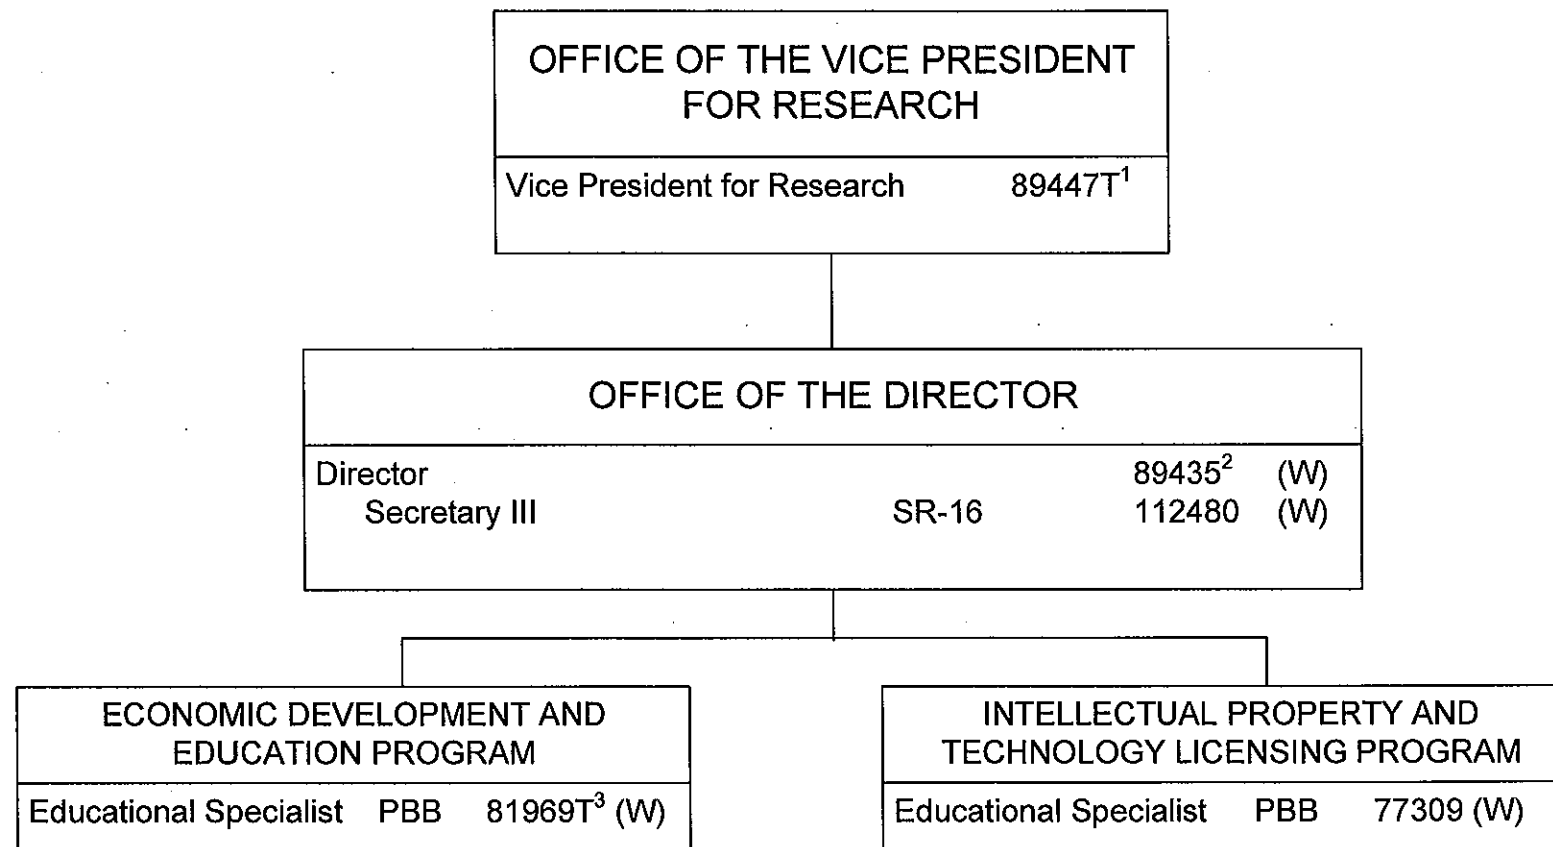 OFFICE OF THE VICE PRESIDENT
FOR RESEARCH
Vice President for Research 89447T¹
OFFICE OF THE DIRECTOR
Director 89435² (W)
Secretary III SR-16 112480 (W)
ECONOMIC DEVELOPMENT AND
EDUCATION PROGRAM
Educational Specialist PBB 81969T³ (W)
INTELLECTUAL PROPERTY AND
TECHNOLOGY LICENSING PROGRAM
Educational Specialist PBB 77309 (W)